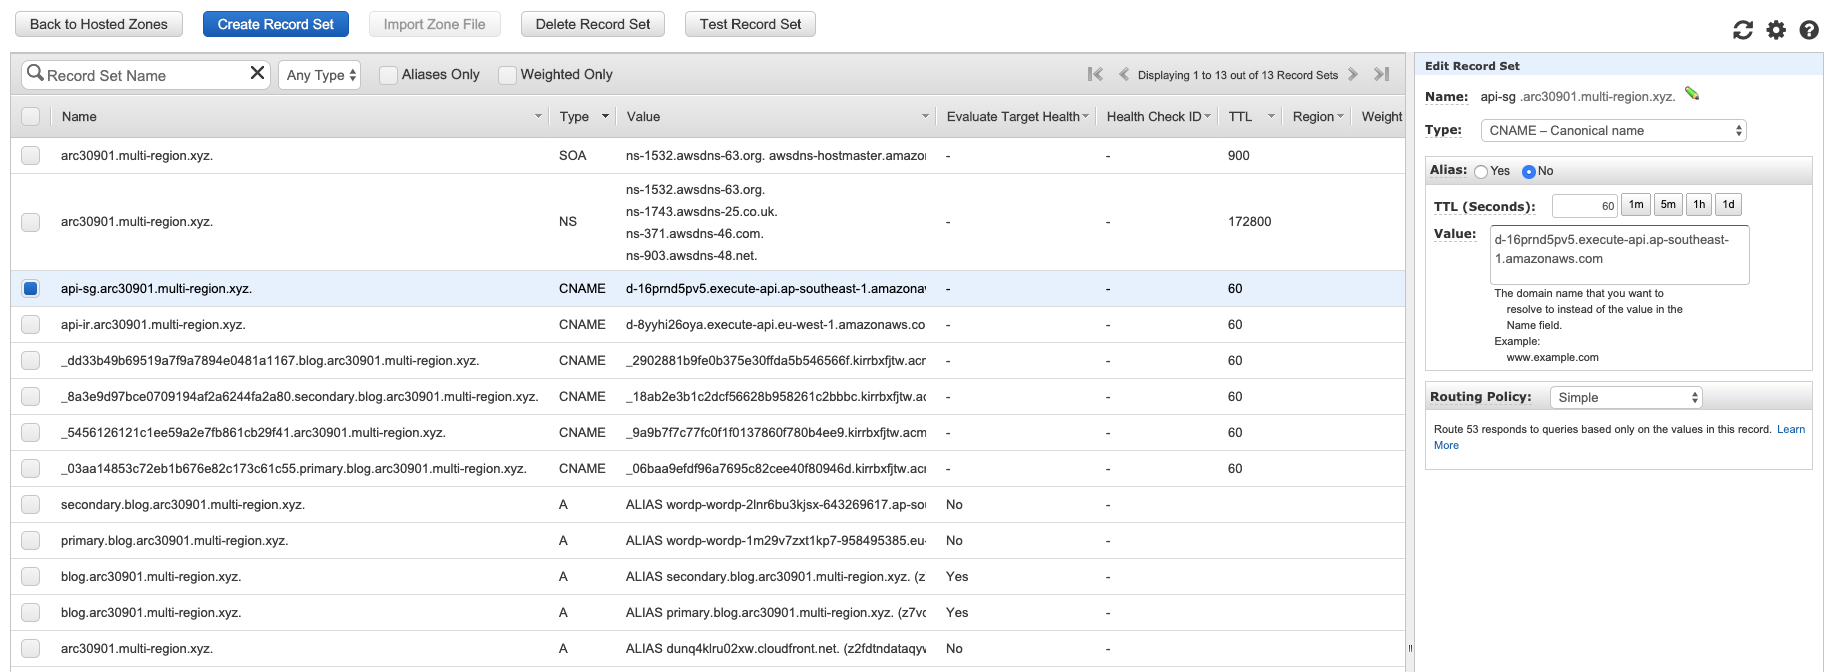 Back to Hosted Zones Create Record Set Import Zone File Delete Record Set Test Record Set
Record Set Name Any Type Aliases Only Weighted Only Displaying 1 to 13 out of 13 Record Sets
Name Type Value Evaluate Target Health Health Check ID TTL Region Weight
arc30901.multi-region.xyz. SOA ns-1532.awsdns-63.org. awsdns-hostmaster.amazo - - 900
arc30901.multi-region.xyz. NS ns-1532.awsdns-63.org.
ns-1743.awsdns-25.co.uk.
ns-371.awsdns-46.com.
ns-903.awsdns-48.net. - - 172800
api-sg.arc30901.multi-region.xyz. CNAME d-16prnd5pv5.execute-api.ap-southeast-1.amazona - - 60
api-ir.arc30901.multi-region.xyz. CNAME d-8yyhi26oya.execute-api.eu-west-1.amazonaws.co - - 60
_dd33b49b69519a7f9a7894e0481a1167.blog.arc30901.multi-region.xyz. CNAME _2902881b9fe0b375e30ffda5b546566f.kirrbxfjtw.acr - - 60
_8a3e9d97bce0709194af2a6244fa2a80.secondary.blog.arc30901.multi-region.xyz. CNAME _18ab2e3b1c2dcf56628b958261c2bbbc.kirrbxfjtw.ac - - 60
_5456126121c1ee59a2e7fb861cb29f41.arc30901.multi-region.xyz. CNAME _9a9b7f7c77fc0f1f0137860f780b4ee9.kirrbxfjtw.acm - - 60
_03aa14853c72eb1b676e82c173c61c55.primary.blog.arc30901.multi-region.xyz. CNAME _06baa9efdf96a7695c82cee40f80946d.kirrbxfjtw.acr - - 60
secondary.blog.arc30901.multi-region.xyz. A ALIAS wordp-wordp-2lnr6bu3kjsx-643269617.ap-so No -
primary.blog.arc30901.multi-region.xyz. A ALIAS wordp-wordp-1m29v7zxt1kp7-958495385.eu- No -
blog.arc30901.multi-region.xyz. A ALIAS secondary.blog.arc30901.multi-region.xyz. (z Yes -
blog.arc30901.multi-region.xyz. A ALIAS primary.blog.arc30901.multi-region.xyz. (z7vc Yes -
arc30901.multi-region.xyz. A ALIAS dunq4klru02xw.cloudfront.net. (z2fdtndataqyv No -
Edit Record Set
Name: api-sg .arc30901.multi-region.xyz.
Type: CNAME – Canonical name
Alias: Yes No
TTL (Seconds): 60 1m 5m 1h 1d
Value: d-16prnd5pv5.execute-api.ap-southeast-
1.amazonaws.com
The domain name that you want to
resolve to instead of the value in the
Name field.
Example:
www.example.com
Routing Policy: Simple
Route 53 responds to queries based only on the values in this record. Learn
More